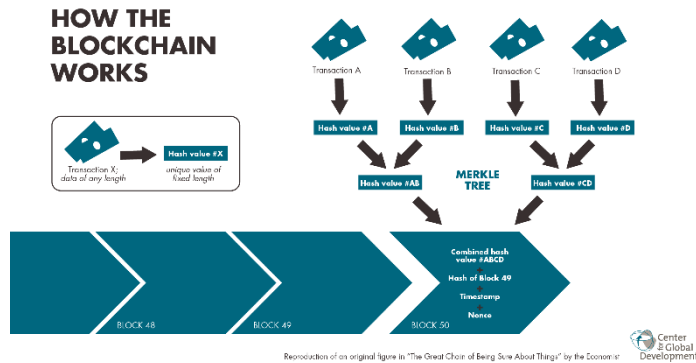 HOW THE
BLOCKCHAIN
WORKS
Transaction A
Transaction B
Transaction C
Transaction D
Hash value #A
Hash value #B
Hash value #C
Hash value #D
Transaction X;
data of any length
Hash value #X
unique value of
fixed length
Hash value #AB
MERKLE
TREE
Hash value #CD
Combined hash
value #ABCD
+
Hash of Block 49
+
Timestamp
+
Nonce
BLOCK 48
BLOCK 49
BLOCK 50
Reproduction of an original figure in "The Great Chain of Being Sure About Things" by the Economist
Center
for Global
Development